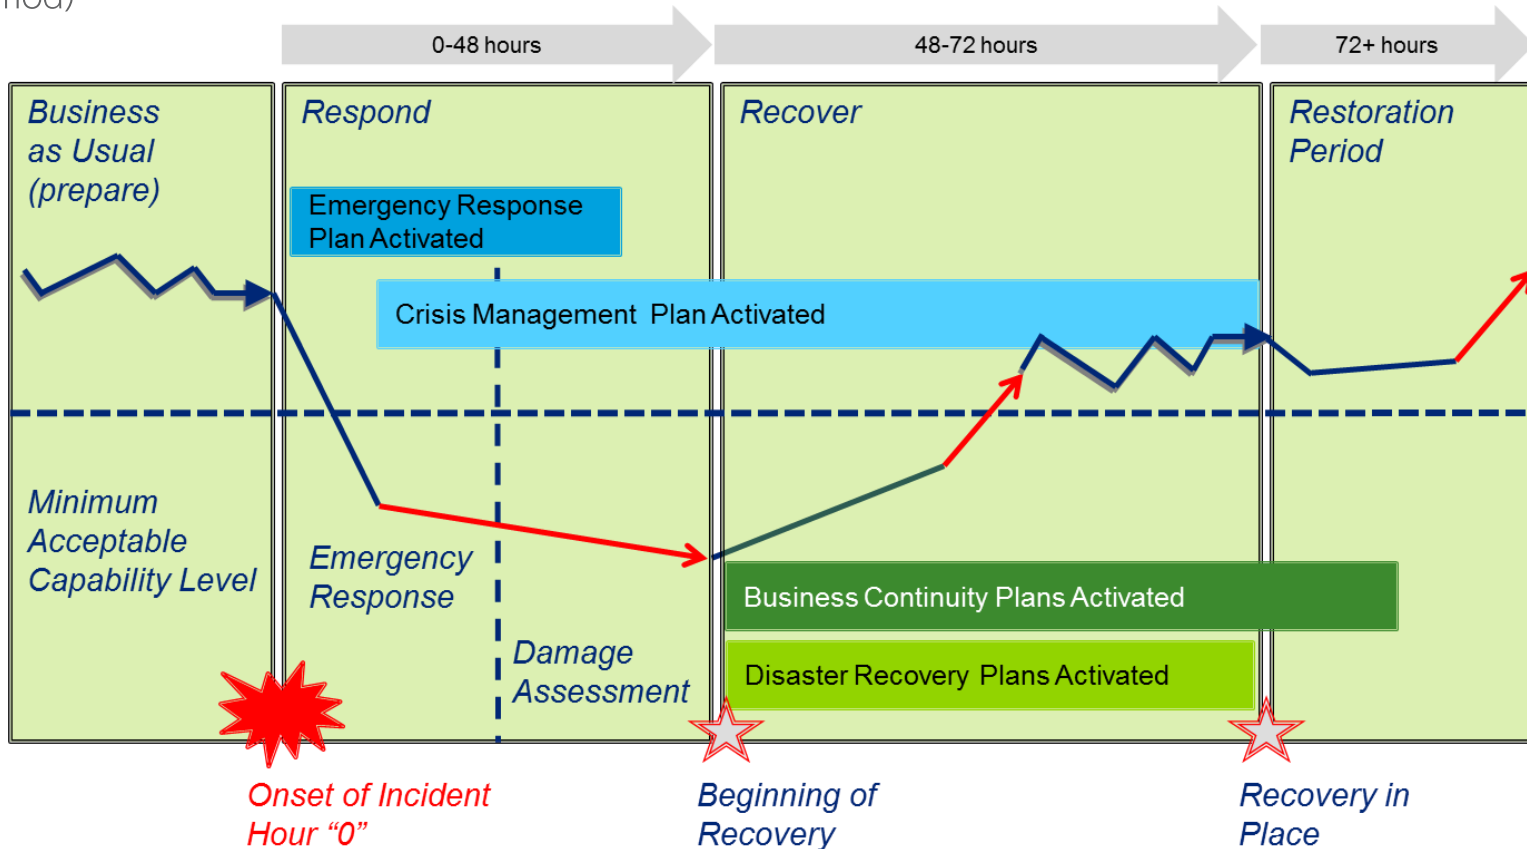 0-48 hours
48-72 hours
72+ hours
Business
as Usual
(prepare)
Respond
Recover
Restoration
Period
Emergency Response
Plan Activated
Crisis Management Plan Activated
Minimum
Acceptable
Capability Level
Emergency
Response
Damage
Assessment
Business Continuity Plans Activated
Disaster Recovery Plans Activated
Onset of Incident
Hour “0”
Beginning of
Recovery
Recovery in
Place